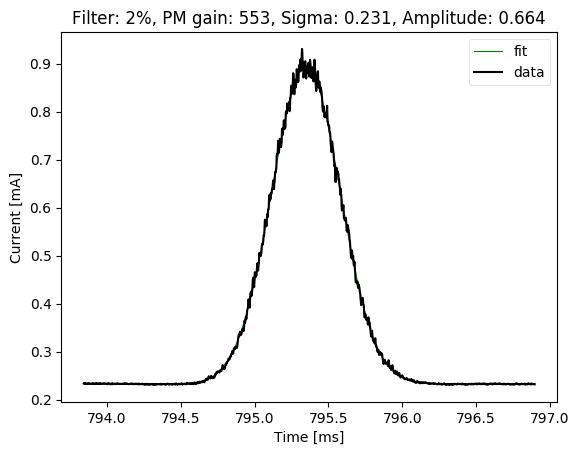 Filter: 2%, PM gain: 553, Sigma: 0.231, Amplitude: 0.664
fit
data
0.9
0.8
0.7
0.6
0.5
0.4
0.3
0.2
Current [mA]
794.0 794.5 795.0 795.5 796.0 796.5 797.0
Time [ms]